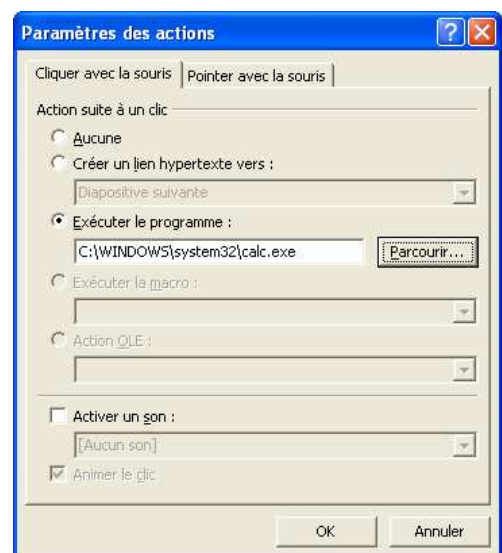 Paramètres des actions
Cliquer avec la souris Pointer avec la souris
Action suite à un clic
Aucune
Créer un lien hypertexte vers :
Diapositive suivante
Exécuter le programme :
C:\WINDOWS\system32\calc.exe Parcourir...
Exécuter la macro :
Action OLE :
Activer un son :
[Aucun son]
Animer le clic
OK Annuler